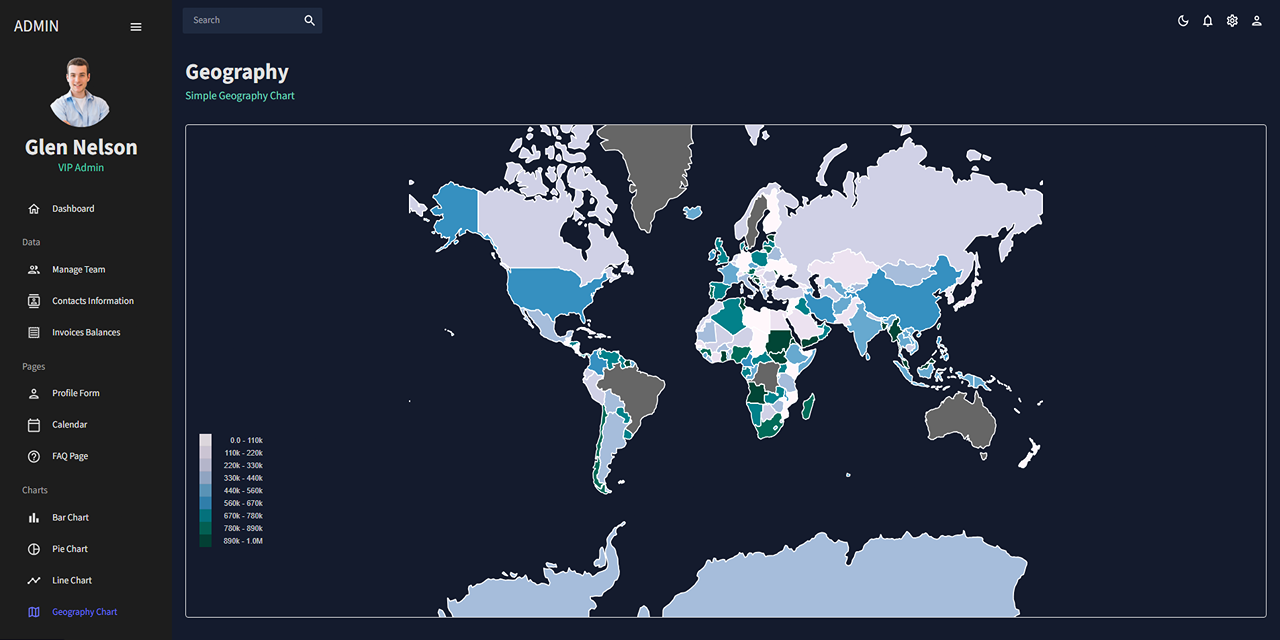 ADMIN
Glen Nelson
VIP Admin
Dashboard
Data
Manage Team
Contacts Information
Invoices Balances
Pages
Profile Form
Calendar
FAQ Page
Charts
Bar Chart
Pie Chart
Line Chart
Geography Chart
Search
Geography
Simple Geography Chart
0.0 - 110k
110k - 220k
220k - 330k
330k - 440k
440k - 560k
560k - 670k
670k - 780k
780k - 890k
890k - 1.0M